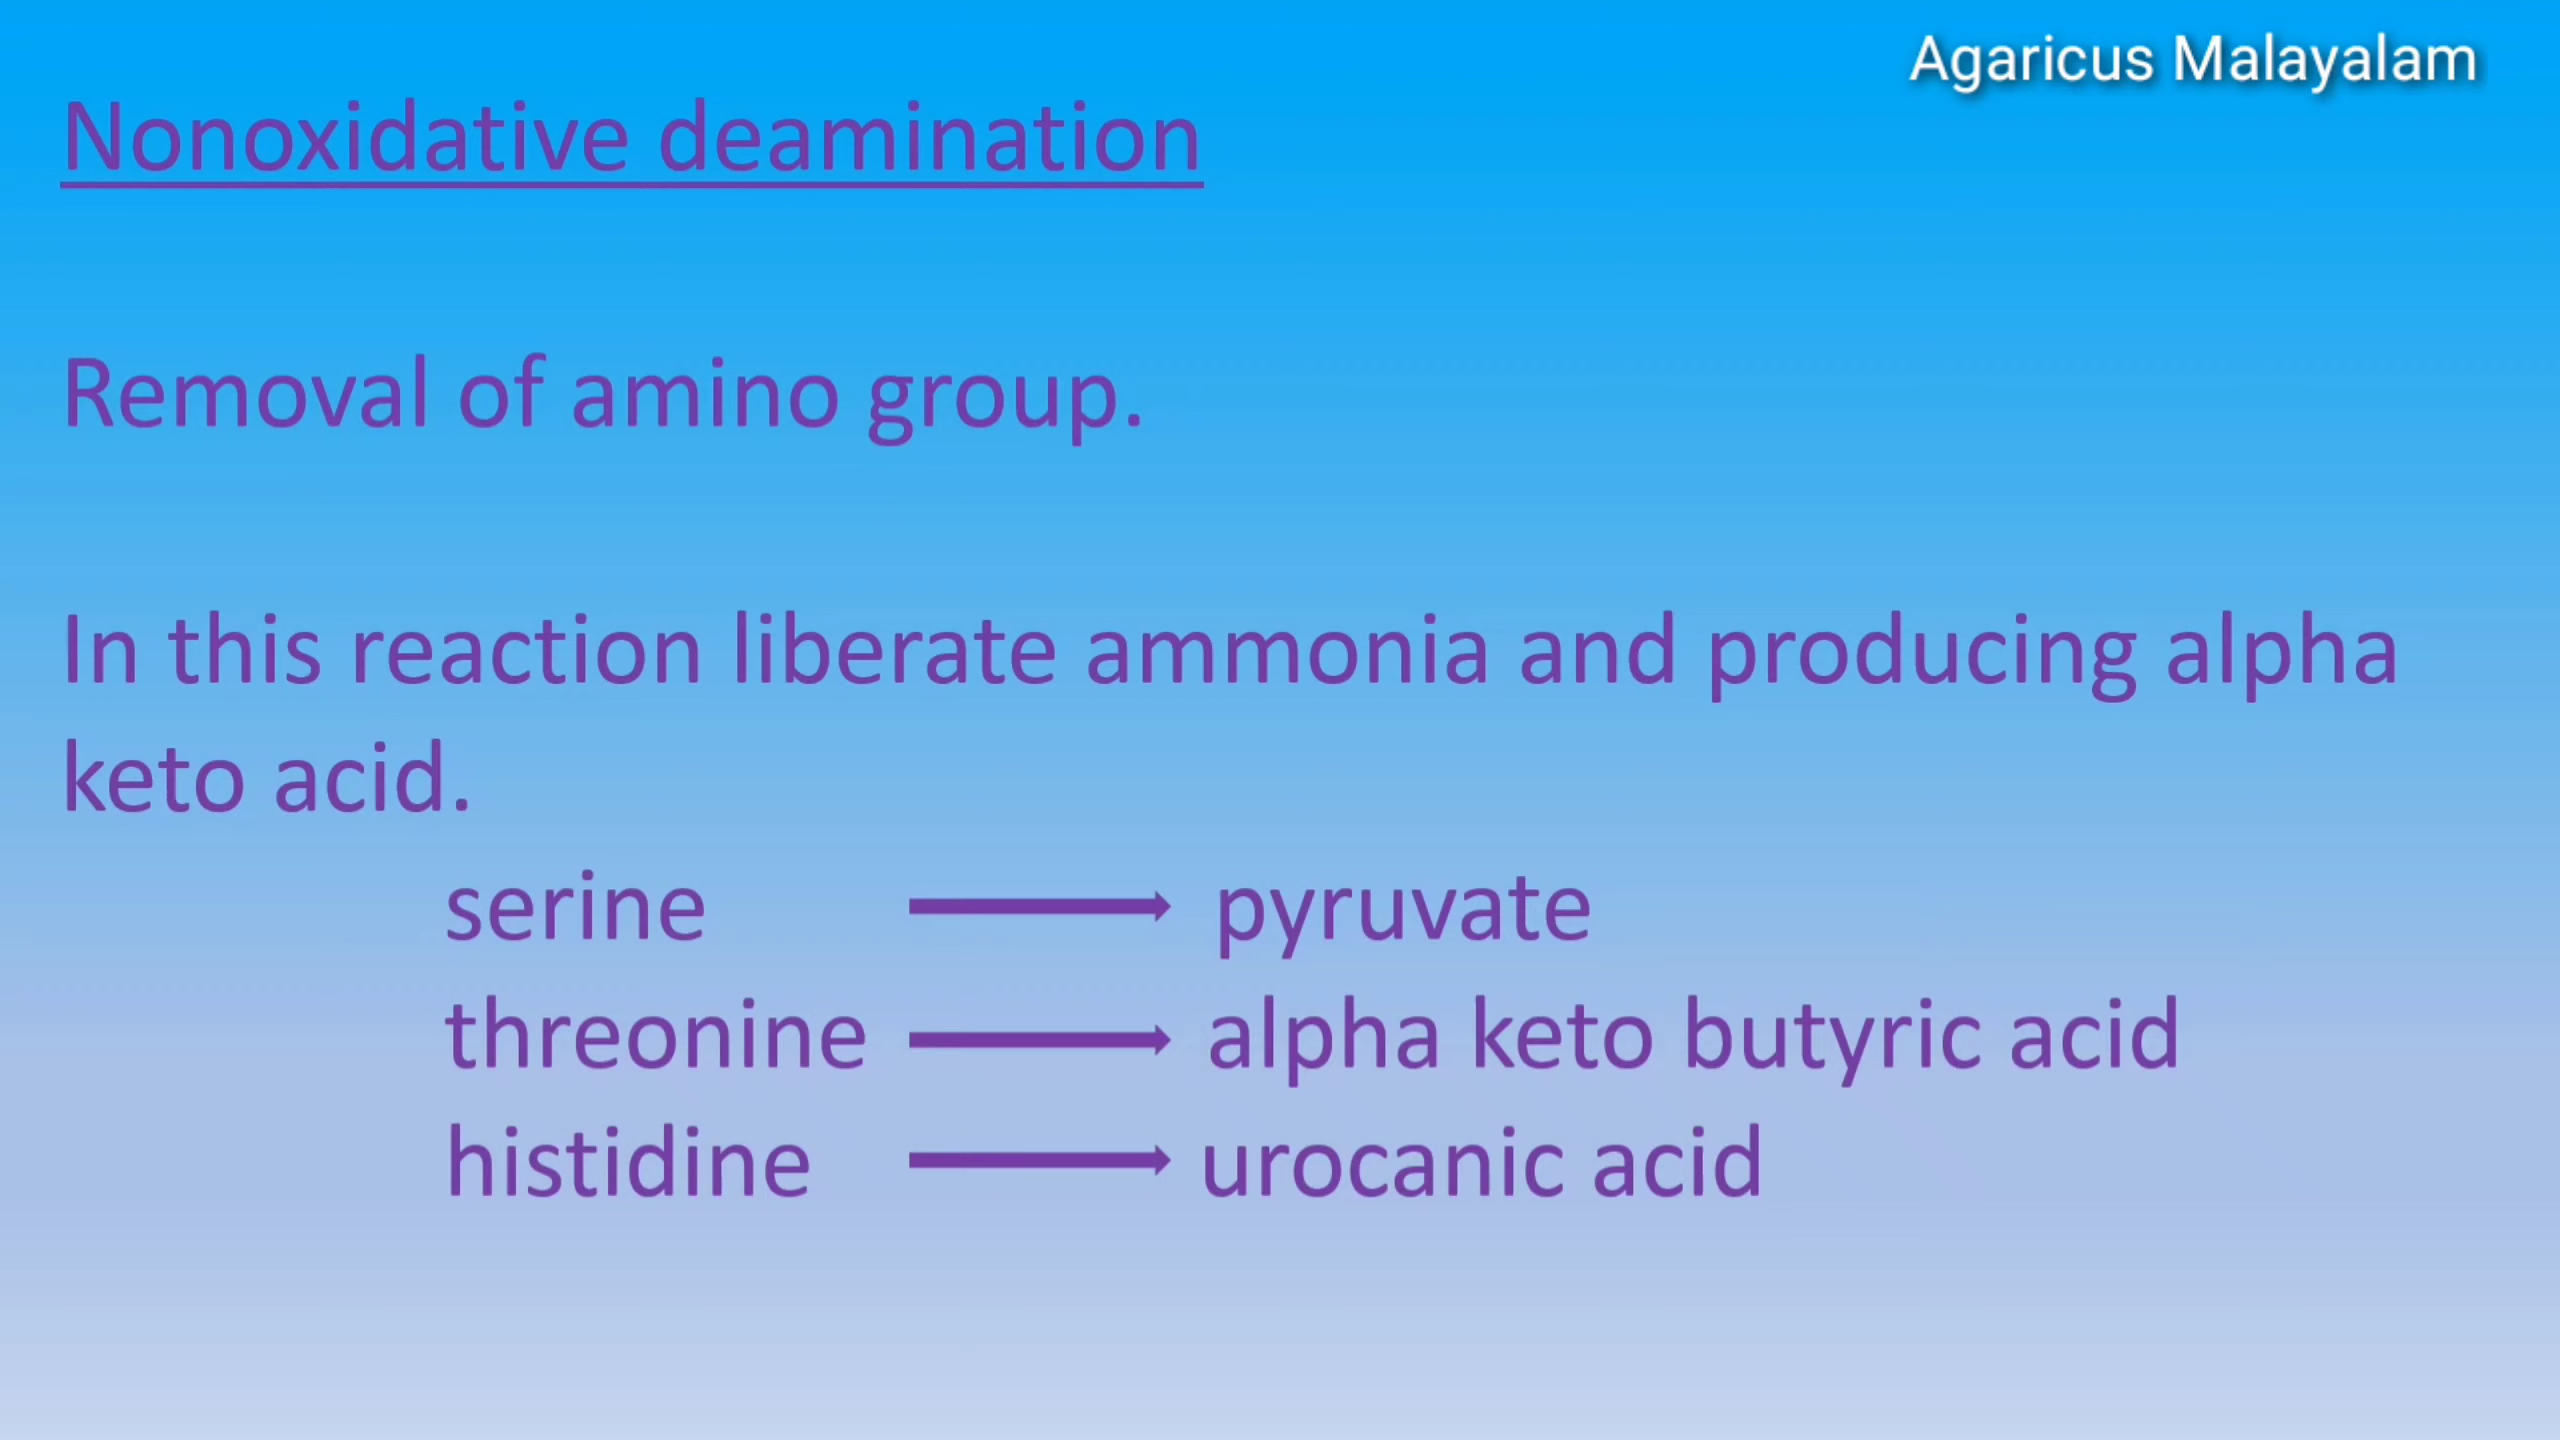 Agaricus Malayalam
Nonoxidative deamination
Removal of amino group.
In this reaction liberate ammonia and producing alpha
keto acid.
serine → pyruvate
threonine → alpha keto butyric acid
histidine → urocanic acid